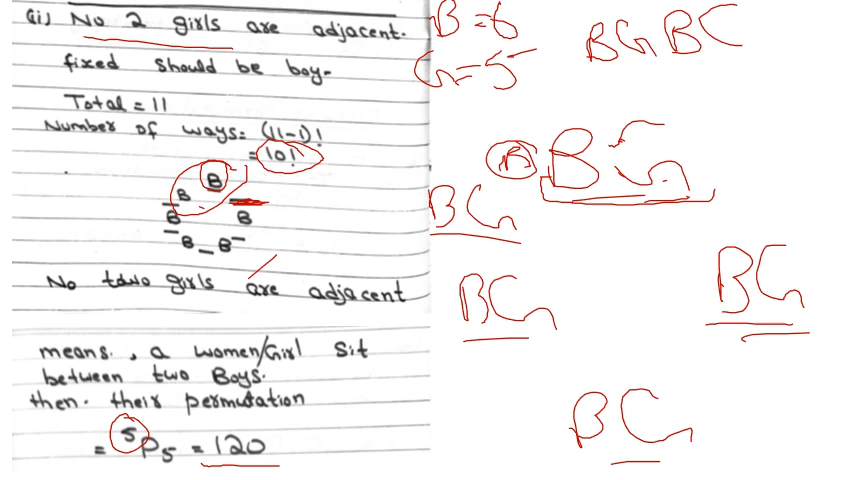 (ii) No 2 girls are adjacent.
fixed should be boy-
Total = 11
Number of ways = (11-1)!
= 10!
B
B
B
B
B
B
No two girls are adjacent
means, a women/Girl sit
between two Boys.
then. their permutation
= 5P5 = 120
B = 6
G = 5
BG BG
B
BG
BG
BG
BG
BG